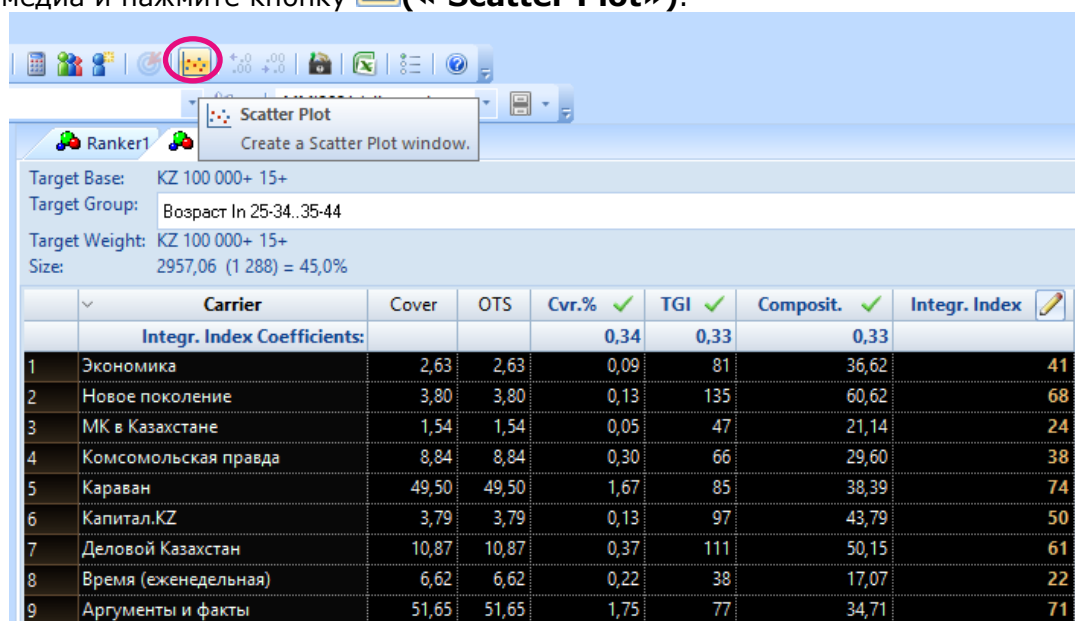 медиа и нажмите кнопку (« Scatter Plot»).
Scatter Plot
Create a Scatter Plot window.
Ranker1
Target Base: KZ 100 000+ 15+
Target Group: Возраст In 25-34..35-44
Target Weight: KZ 100 000+ 15+
Size: 2957,06 (1 288) = 45,0%
Carrier Cover OTS Cvr.% TGI Composit. Integr. Index
Integr. Index Coefficients: 0,34 0,33 0,33
1 Экономика 2,63 2,63 0,09 81 36,62 41
2 Новое поколение 3,80 3,80 0,13 135 60,62 68
3 МК в Казахстане 1,54 1,54 0,05 47 21,14 24
4 Комсомольская правда 8,84 8,84 0,30 66 29,60 38
5 Караван 49,50 49,50 1,67 85 38,39 74
6 Капитал.KZ 3,79 3,79 0,13 97 43,79 50
7 Деловой Казахстан 10,87 10,87 0,37 111 50,15 61
8 Время (еженедельная) 6,62 6,62 0,22 38 17,07 22
9 Аргументы и факты 51,65 51,65 1,75 77 34,71 71